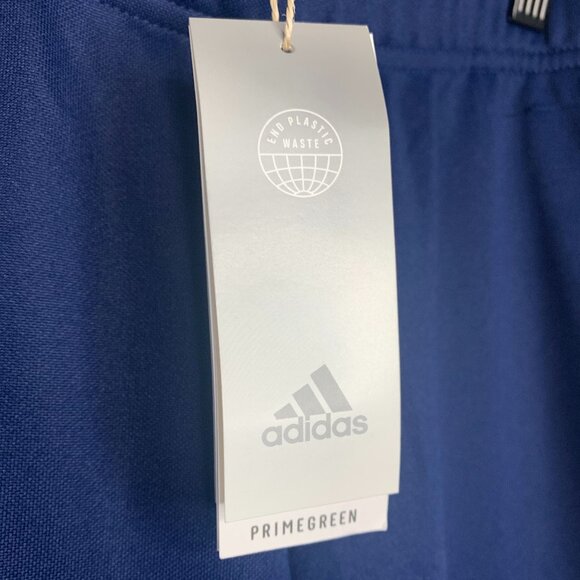 END PLASTIC
WASTE
adidas
PRIMEGREEN